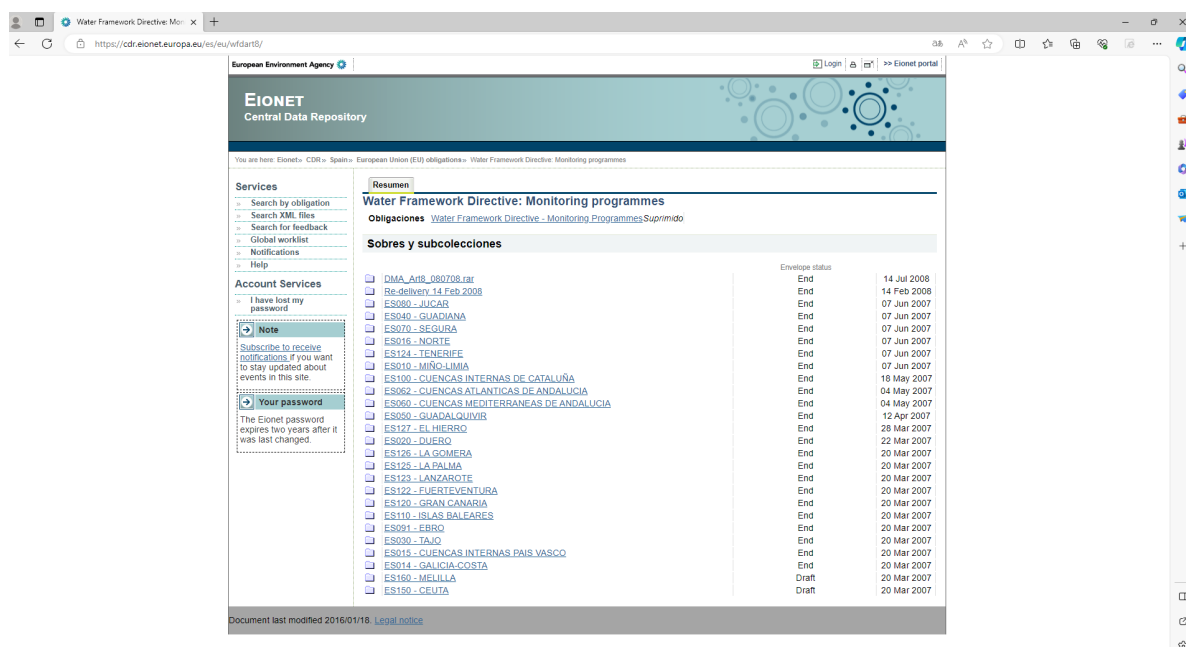 Water Framework Directive: Mon
https://cdr.eionet.europa.eu/es/eu/wfdart8/
European Environment Agency
Login
>> Eionet portal
EIONET
Central Data Repository
You are here: Eionet» CDR» Spain» European Union (EU) obligations» Water Framework Directive: Monitoring programmes
Services
» Search by obligation
» Search XML files
» Search for feedback
» Global worklist
» Notifications
» Help
Account Services
» I have lost my
password
Note
Subscribe to receive
notifications if you want
to stay updated about
events in this site.
Your password
The Eionet password
expires two years after it
was last changed.
Resumen
Water Framework Directive: Monitoring programmes
Obligaciones Water Framework Directive - Monitoring ProgrammesSuprimido
Sobres y subcolecciones
Envelope status
DMA_Art8_080708.rar End 14 Jul 2008
Re-delivery 14 Feb 2008 End 14 Feb 2008
ES080 - JUCAR End 07 Jun 2007
ES040 - GUADIANA End 07 Jun 2007
ES070 - SEGURA End 07 Jun 2007
ES016 - NORTE End 07 Jun 2007
ES124 - TENERIFE End 07 Jun 2007
ES010 - MIÑO-LIMIA End 07 Jun 2007
ES100 - CUENCAS INTERNAS DE CATALUÑA End 18 May 2007
ES062 - CUENCAS ATLANTICAS DE ANDALUCIA End 04 May 2007
ES060 - CUENCAS MEDITERRANEAS DE ANDALUCIA End 04 May 2007
ES050 - GUADALQUIVIR End 12 Apr 2007
ES127 - EL HIERRO End 28 Mar 2007
ES020 - DUERO End 22 Mar 2007
ES126 - LA GOMERA End 20 Mar 2007
ES125 - LA PALMA End 20 Mar 2007
ES123 - LANZAROTE End 20 Mar 2007
ES122 - FUERTEVENTURA End 20 Mar 2007
ES120 - GRAN CANARIA End 20 Mar 2007
ES110 - ISLAS BALEARES End 20 Mar 2007
ES091 - EBRO End 20 Mar 2007
ES030 - TAJO End 20 Mar 2007
ES015 - CUENCAS INTERNAS PAIS VASCO End 20 Mar 2007
ES014 - GALICIA-COSTA End 20 Mar 2007
ES160 - MELILLA Draft 20 Mar 2007
ES150 - CEUTA Draft 20 Mar 2007
Document last modified 2016/01/18. Legal notice